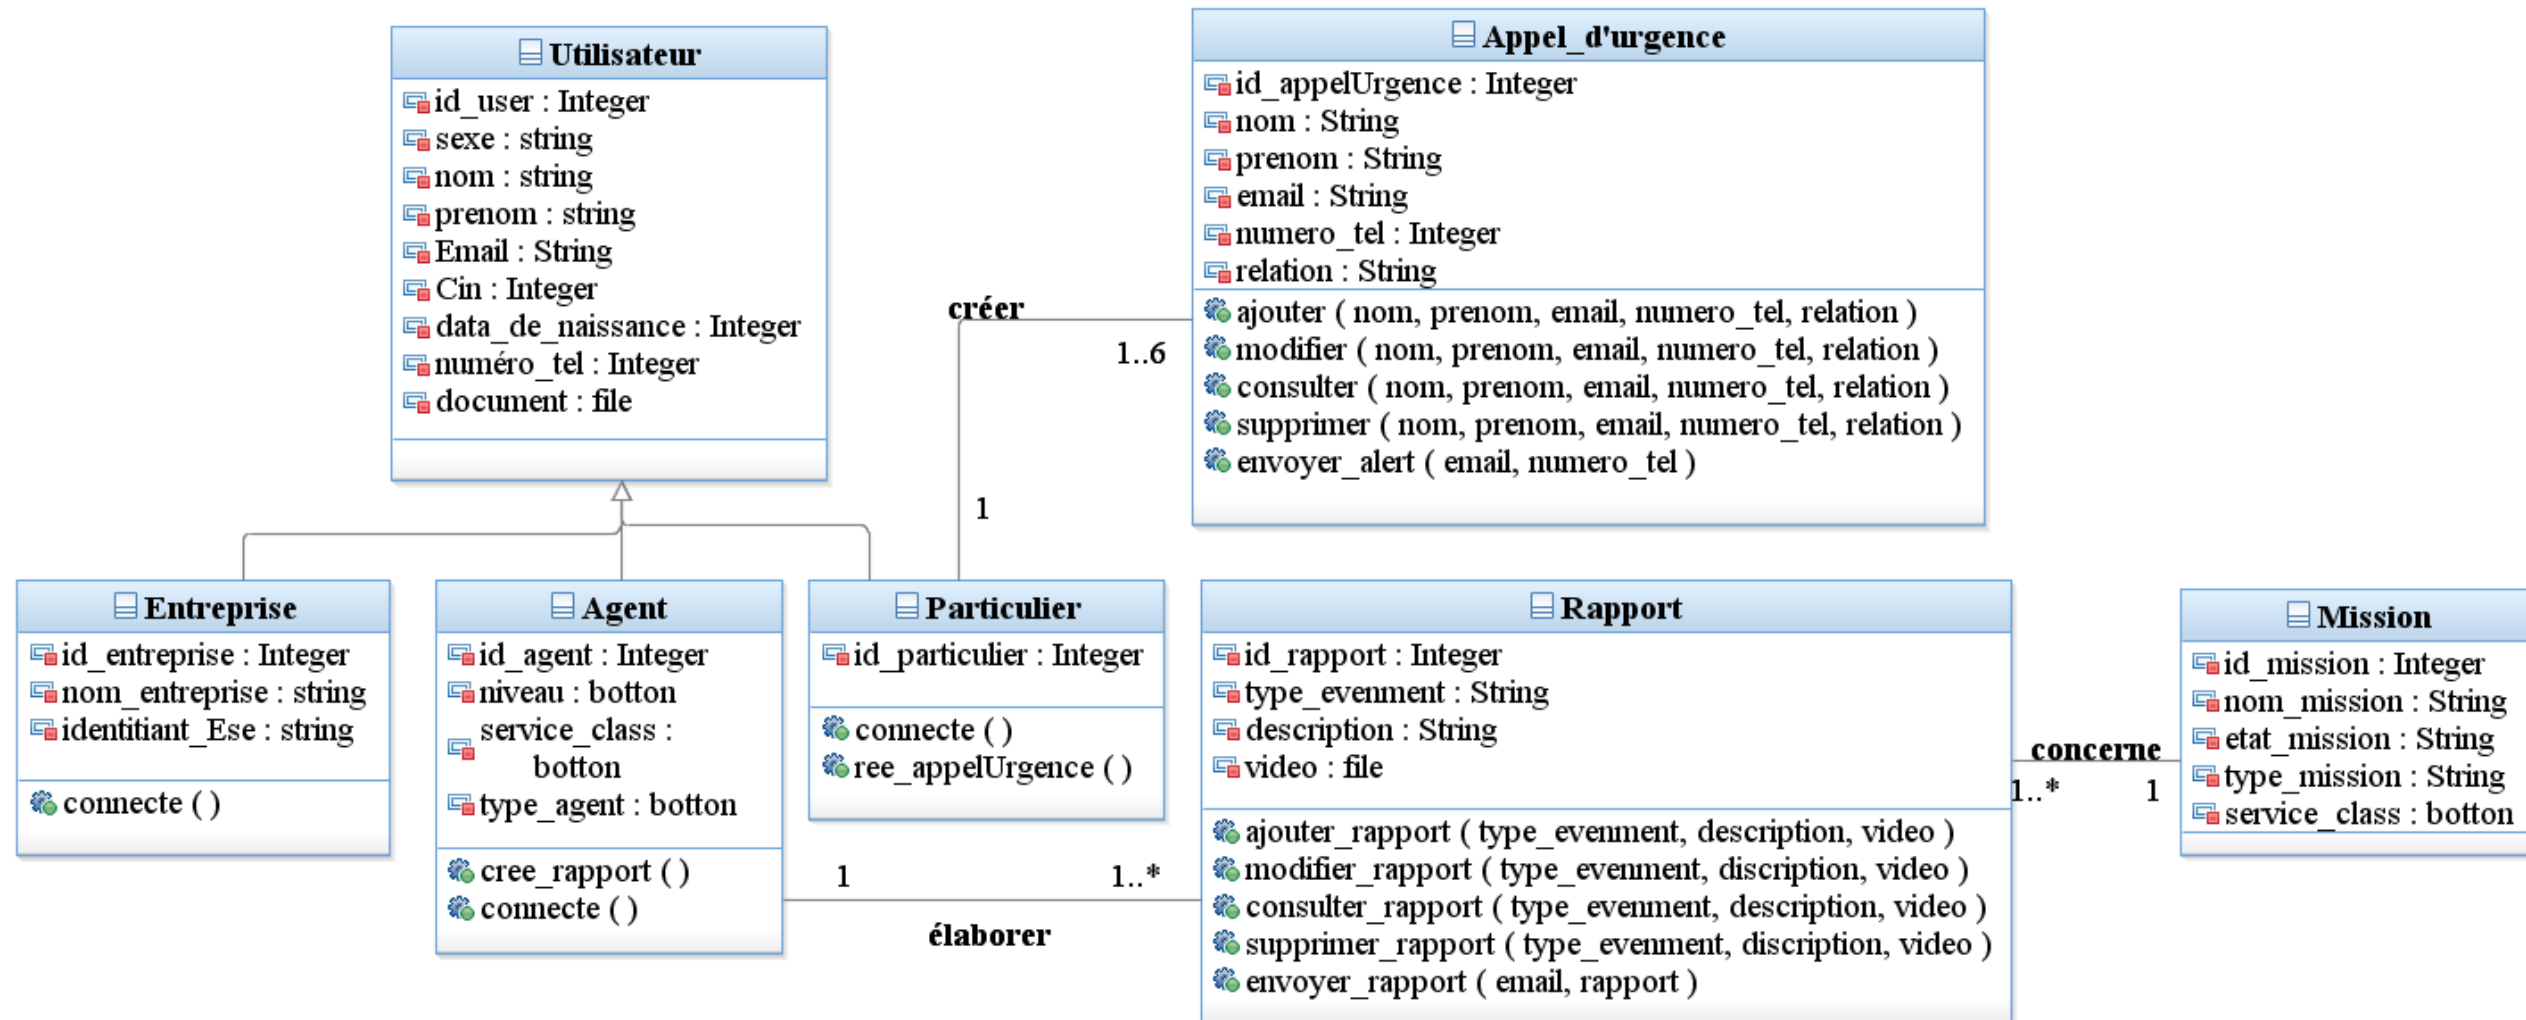 Utilisateur
id_user : Integer
sexe : string
nom : string
prenom : string
Email : String
Cin : Integer
data_de_naissance : Integer
numéro_tel : Integer
document : file
Appel_d'urgence
id_appelUrgence : Integer
nom : String
prenom : String
email : String
numero_tel : Integer
relation : String
ajouter ( nom, prenom, email, numero_tel, relation )
modifier ( nom, prenom, email, numero_tel, relation )
consulter ( nom, prenom, email, numero_tel, relation )
supprimer ( nom, prenom, email, numero_tel, relation )
envoyer_alert ( email, numero_tel )
créer
1..6
1
Entreprise
id_entreprise : Integer
nom_entreprise : string
identitiant_Ese : string
connecte ( )
Agent
id_agent : Integer
niveau : botton
service_class :
botton
type_agent : botton
cree_rapport ( )
connecte ( )
Particulier
id_particulier : Integer
connecte ( )
ree_appelUrgence ( )
1
1..*
élaborer
Rapport
id_rapport : Integer
type_evenment : String
description : String
video : file
ajouter_rapport ( type_evenment, description, video )
modifier_rapport ( type_evenment, discription, video )
consulter_rapport ( type_evenment, description, video )
supprimer_rapport ( type_evenment, discription, video )
envoyer_rapport ( email, rapport )
concerne
1..*
1
Mission
id_mission : Integer
nom_mission : String
etat_mission : String
type_mission : String
service_class : botton